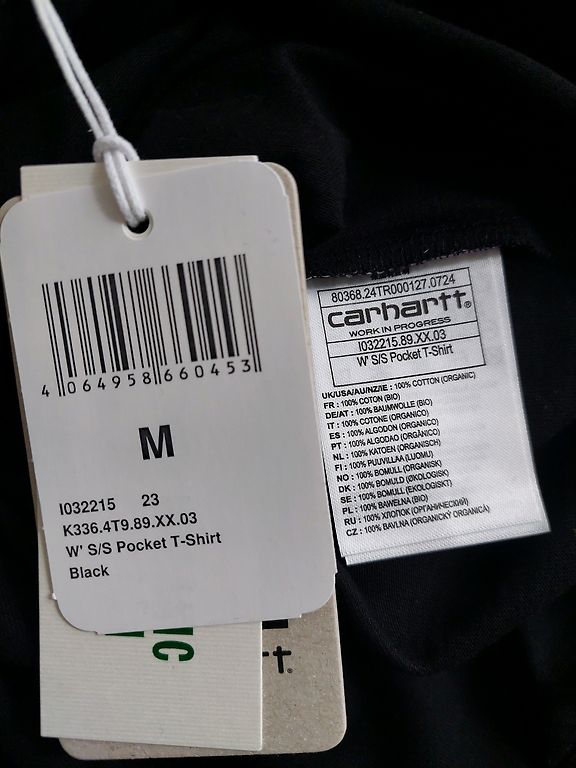 4 064958 660453
M
I032215 23
K336.4T9.89.XX.03
W' S/S Pocket T-Shirt
Black
rt.
80368.24TR000127.0724
carhartt®
WORK IN PROGRESS
I032215.89.XX.03
W' S/S Pocket T-Shirt
UK/USA/AU/NZ/IE : 100% COTTON (ORGANIC)
FR : 100% COTON (BIO)
DE/AT : 100% BAUMWOLLE (BIO)
IT : 100% COTONE (ORGANICO)
ES : 100% ALGODON (ORGÁNICO)
PT : 100% ALGODAO (ORGÂNICO)
NL : 100% KATOEN (ORGANISCH)
FI : 100% PUUVILLAA (LUOMU)
NO : 100% BOMULL (ORGANISK)
DK : 100% BOMULD (ØKOLOGISK)
SE : 100% BOMULL (EKOLOGISKT)
PL : 100% BAWEŁNA (BIO)
RU : 100% ХЛОПОК (ОРГАНИЧЕСКИЙ)
CZ : 100% BAVLNA (ORGANICKÝ ORGANICKÁ)